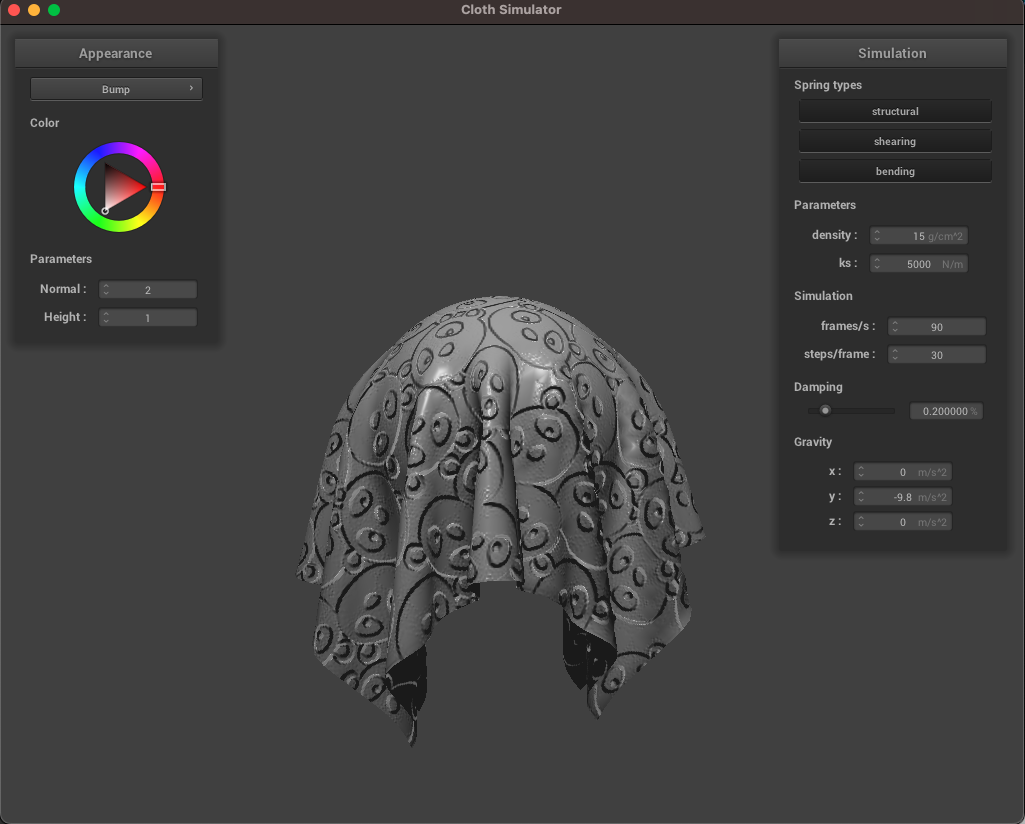 Cloth Simulator
Appearance
Bump
Color
Parameters
Normal : 2
Height : 1
Simulation
Spring types
structural
shearing
bending
Parameters
density : 15 g/cm^2
ks : 5000 N/m
Simulation
frames/s : 90
steps/frame : 30
Damping
0.200000 %
Gravity
x : 0 m/s^2
y : -9.8 m/s^2
z : 0 m/s^2